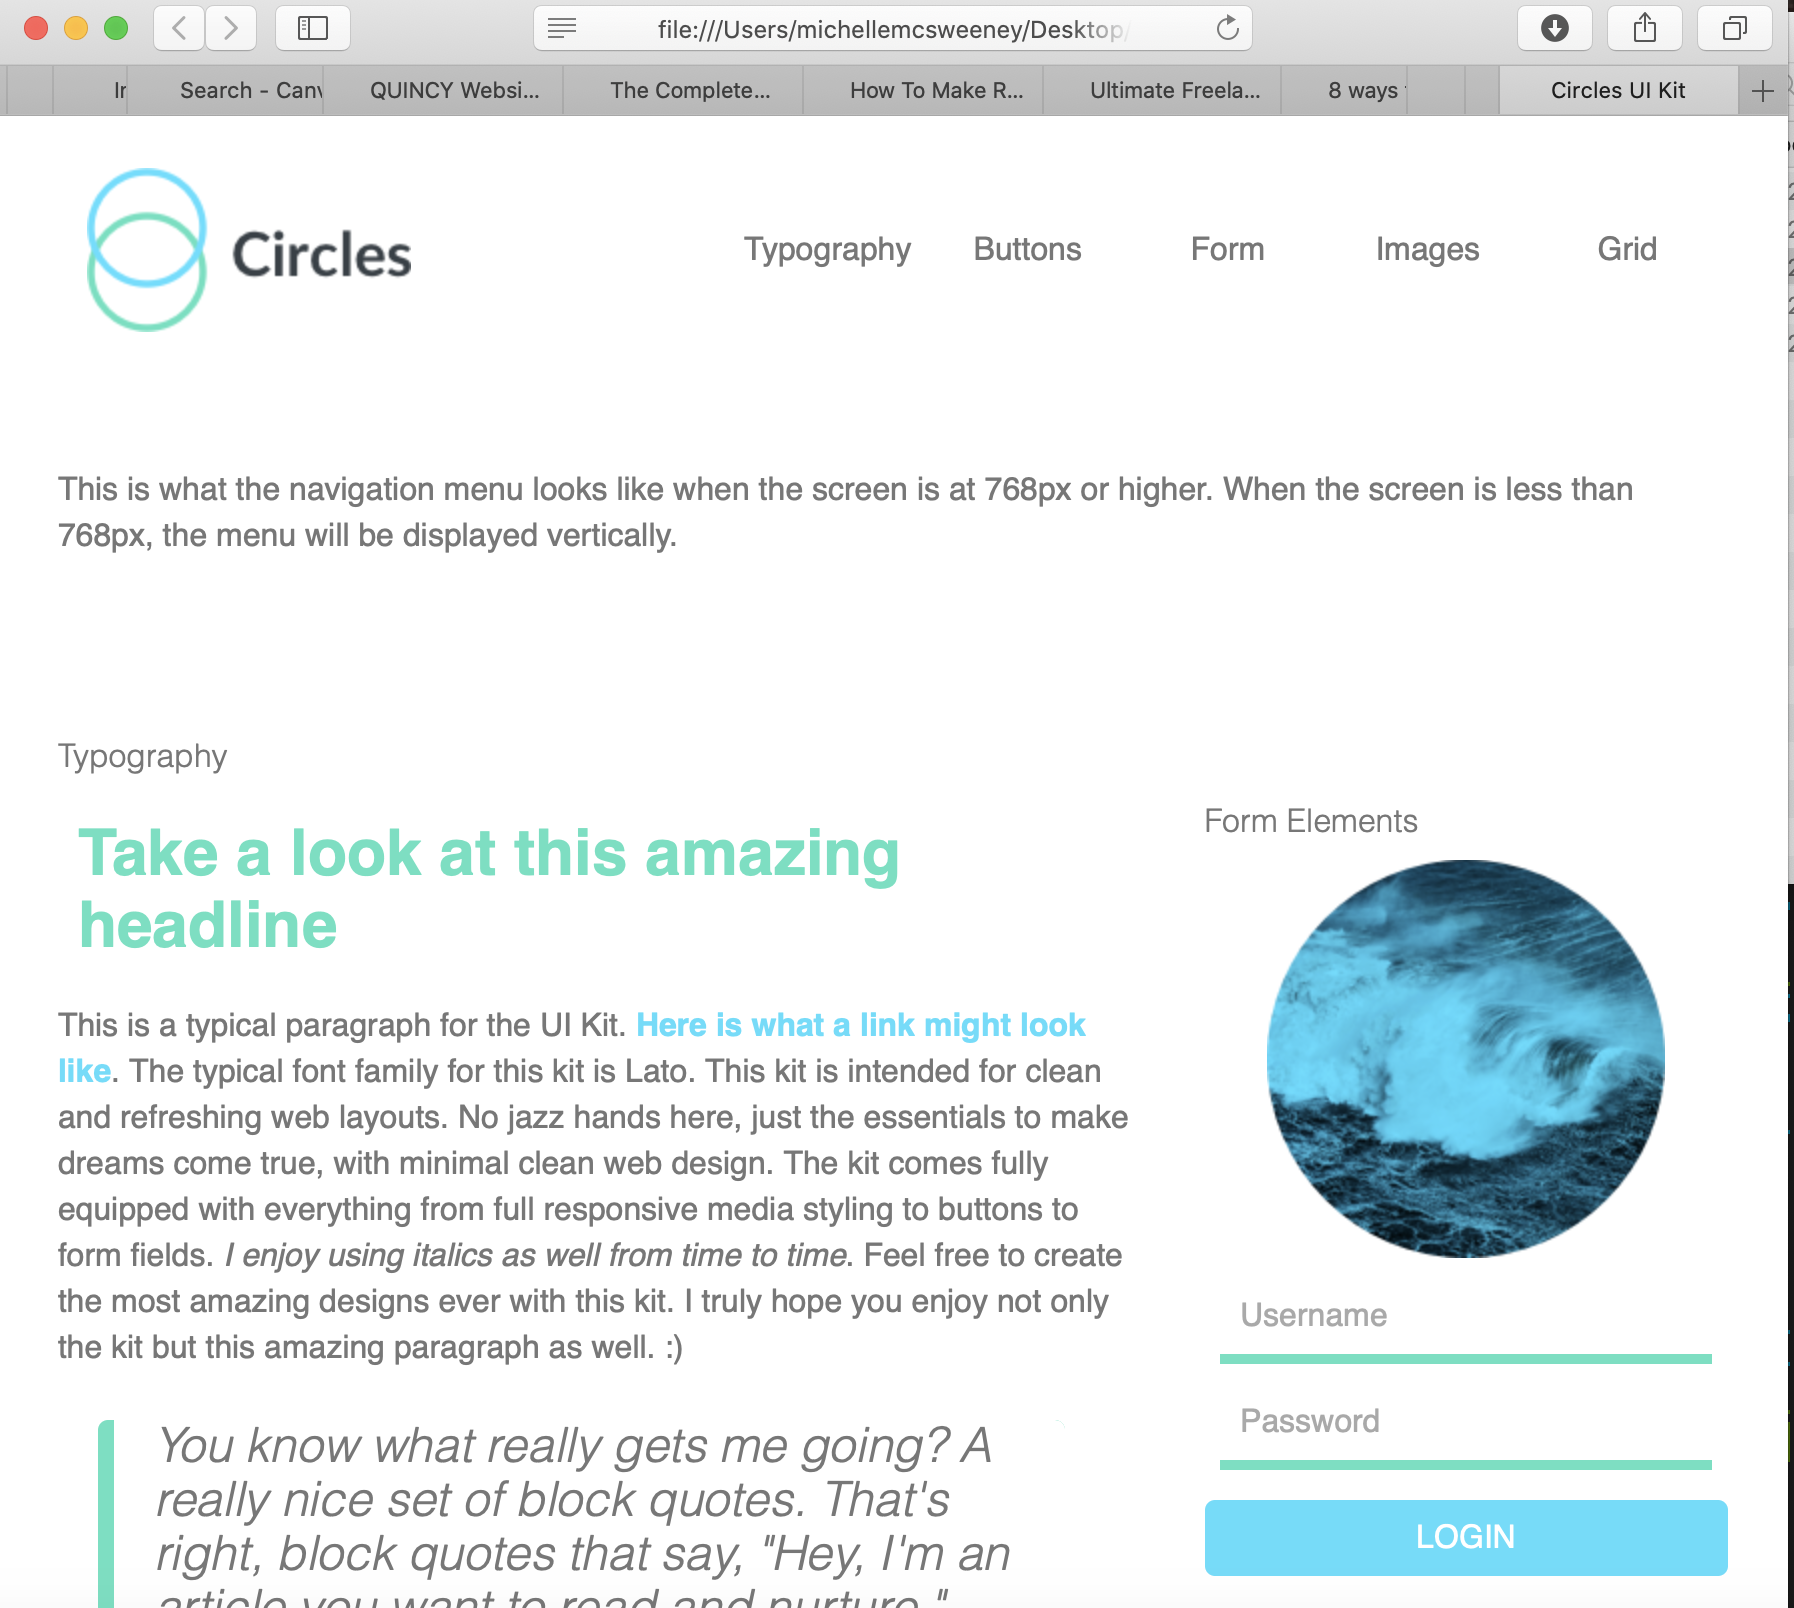 file:///Users/michellemcsweeney/Desktop/
Search - Canv
QUINCY Websi...
The Complete...
How To Make R...
Ultimate Freela...
8 ways
Circles UI Kit
Circles
Typography
Buttons
Form
Images
Grid
This is what the navigation menu looks like when the screen is at 768px or higher. When the screen is less than
768px, the menu will be displayed vertically.
Typography
Take a look at this amazing
headline
This is a typical paragraph for the UI Kit. Here is what a link might look
like. The typical font family for this kit is Lato. This kit is intended for clean
and refreshing web layouts. No jazz hands here, just the essentials to make
dreams come true, with minimal clean web design. The kit comes fully
equipped with everything from full responsive media styling to buttons to
form fields. I enjoy using italics as well from time to time. Feel free to create
the most amazing designs ever with this kit. I truly hope you enjoy not only
the kit but this amazing paragraph as well. :)
You know what really gets me going? A
really nice set of block quotes. That's
right, block quotes that say, "Hey, I'm an
article you want to read and nurture."
Form Elements
Username
Password
LOGIN